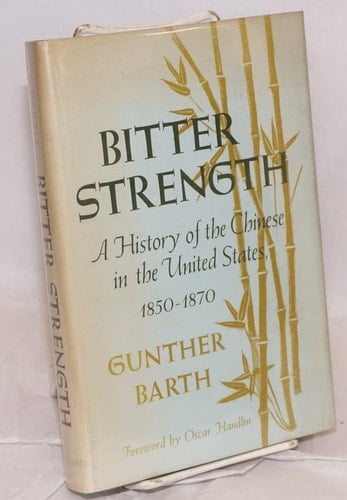 BITTER
STRENGTH
A History of the Chinese
in the United States,
1850-1870
GUNTHER
BARTH
Foreword by Oscar Handlin
BITTER STRENGTH